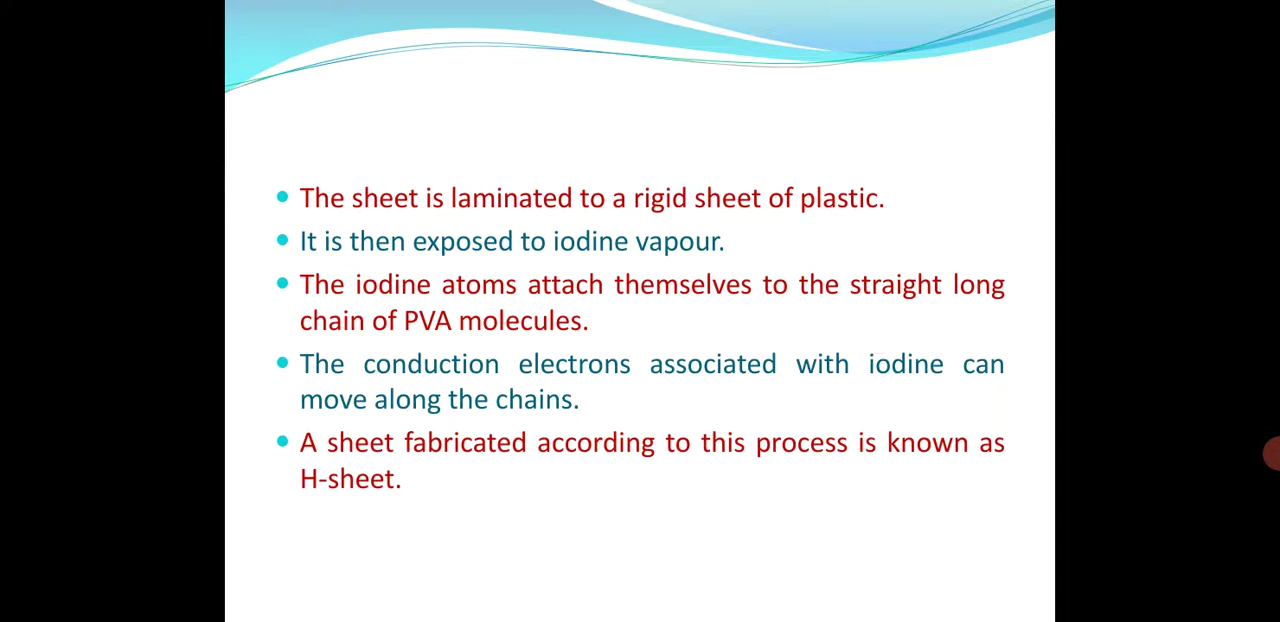 The sheet is laminated to a rigid sheet of plastic.
It is then exposed to iodine vapour.
The iodine atoms attach themselves to the straight long
chain of PVA molecules.
The conduction electrons associated with iodine can
move along the chains.
A sheet fabricated according to this process is known as
H-sheet.